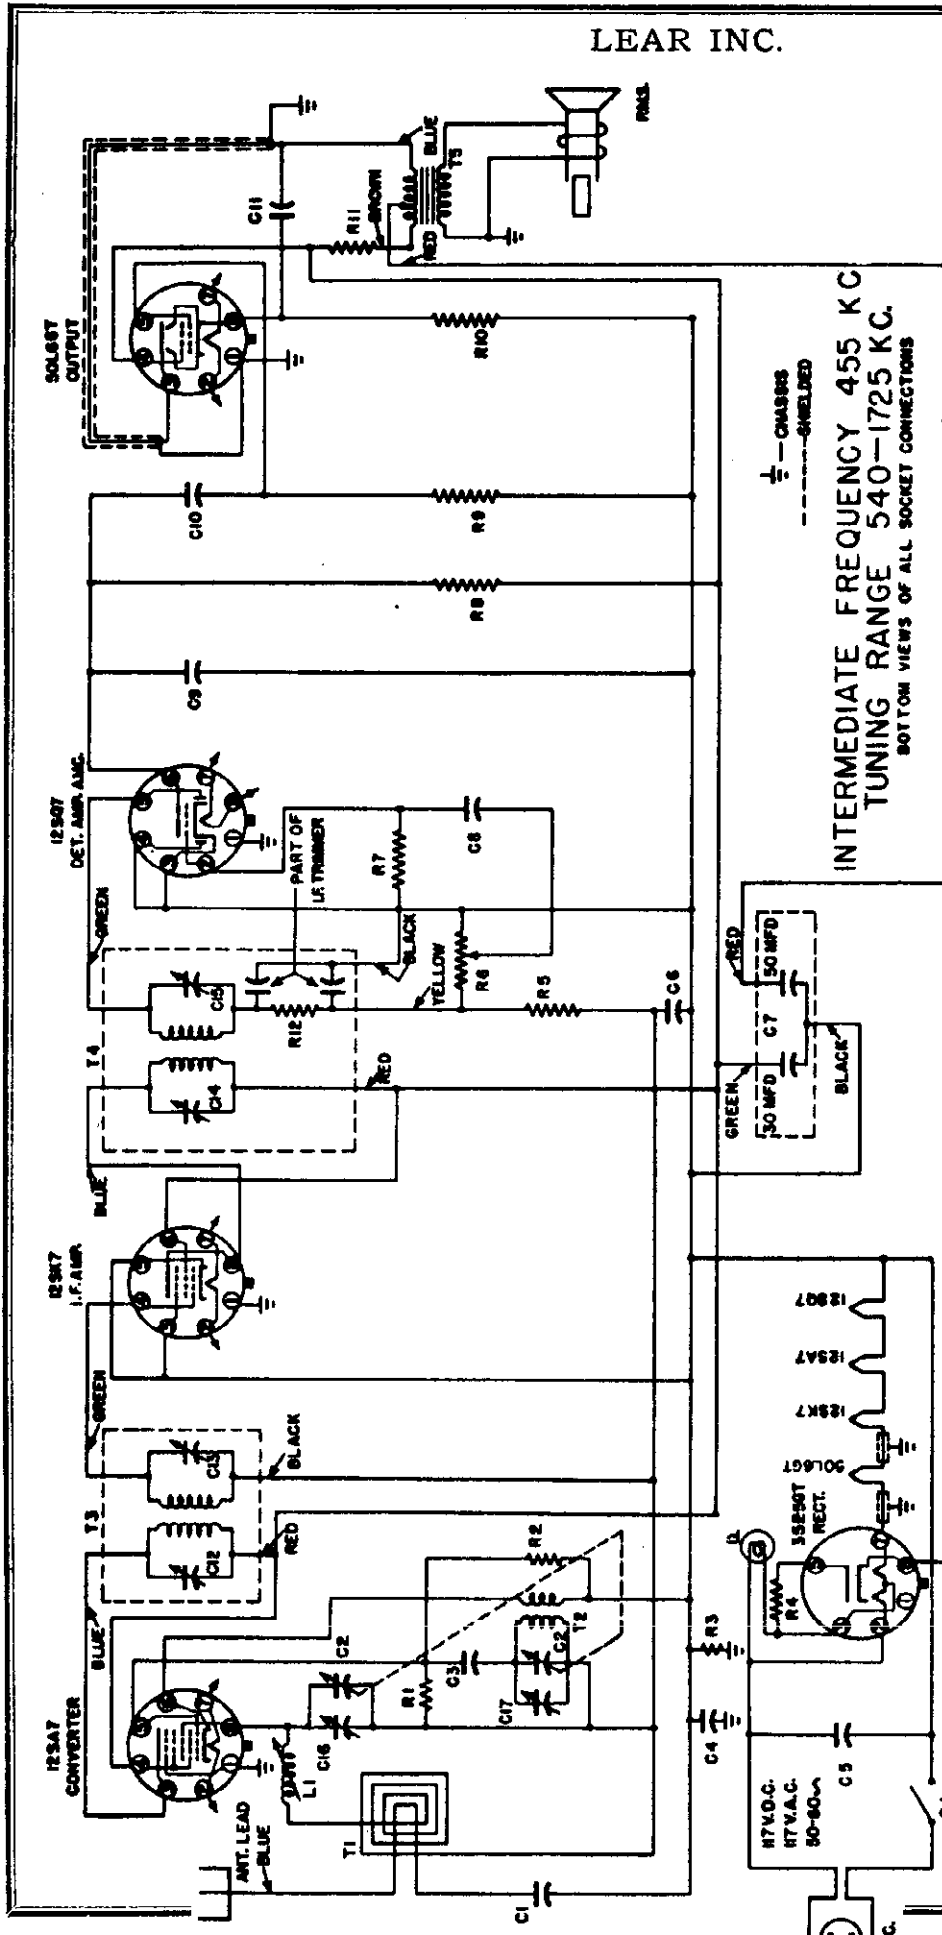 LEAR INC.
50L6GT
OUTPUT
C11
R11
BROWN
RED
BLUE
T5
R10
C10
R9
R8
C9
12SQ7
DET. AMP. AVC.
GREEN
PART OF
I.F. TRIMMER
R7
C8
BLACK
YELLOW
R6
R5
C6
T4
C15
C14
R12
RED
BLUE
12SK7
I.F. AMP.
GREEN
T3
C13
C12
BLACK
RED
BLUE
12SA7
CONVERTER
ANT. LEAD
BLUE
L1
T1
C1
C16
C2
R1
C3
C17
C2
T2
R2
R3
C4
CHASSIS
SHIELDED
INTERMEDIATE FREQUENCY 455 KC
TUNING RANGE 540—1725 KC.
BOTTOM VIEWS OF ALL SOCKET CONNECTIONS
RED
50 MFD
C7
30 MFD
GREEN
BLACK
12SQ7
12SA7
12SK7
50L6GT
35Z5GT
RECT.
R4
C5
117 V.D.C.
117 V.A.C.
50-60~